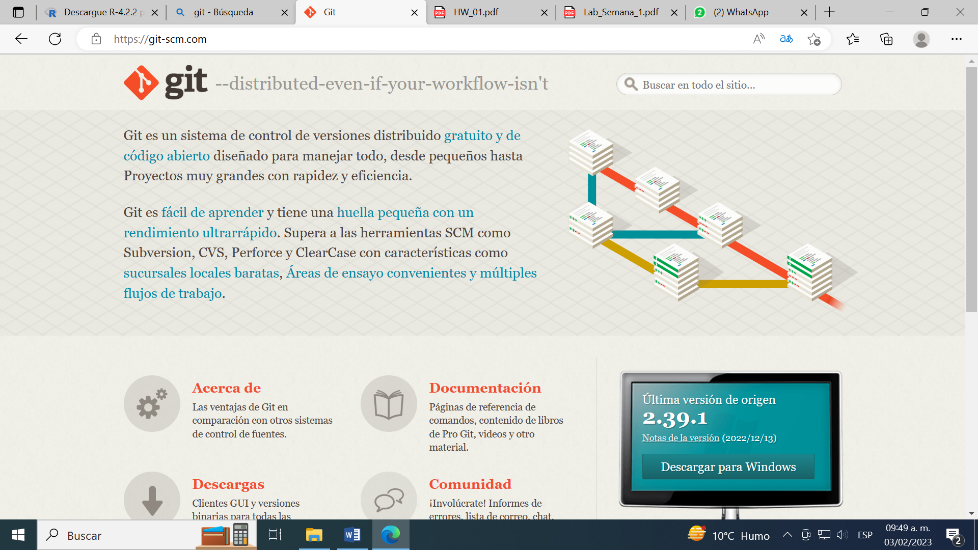 Descargue R-4.2.2 p
git - Búsqueda
Git
HW_01.pdf
Lab_Semana_1.pdf
(2) WhatsApp
https://git-scm.com
git --distributed-even-if-your-workflow-isn't
Buscar en todo el sitio...
Git es un sistema de control de versiones distribuido gratuito y de
código abierto diseñado para manejar todo, desde pequeños hasta
Proyectos muy grandes con rapidez y eficiencia.
Git es fácil de aprender y tiene una huella pequeña con un
rendimiento ultrarrápido. Supera a las herramientas SCM como
Subversion, CVS, Perforce y ClearCase con características como
sucursales locales baratas, Áreas de ensayo convenientes y múltiples
flujos de trabajo.
Acerca de
Las ventajas de Git en
comparación con otros sistemas
de control de fuentes.
Documentación
Páginas de referencia de
comandos, contenido de libros
de Pro Git, videos y otro
material.
Descargas
Clientes GUI y versiones
binarias para todas las
Comunidad
¡Involúcrate! Informes de
errores, lista de correo, chat,
Última versión de origen
2.39.1
Notas de la versión (2022/12/13)
Descargar para Windows
Buscar
10°C Humo
ESP
09:49 a. m.
03/02/2023
2